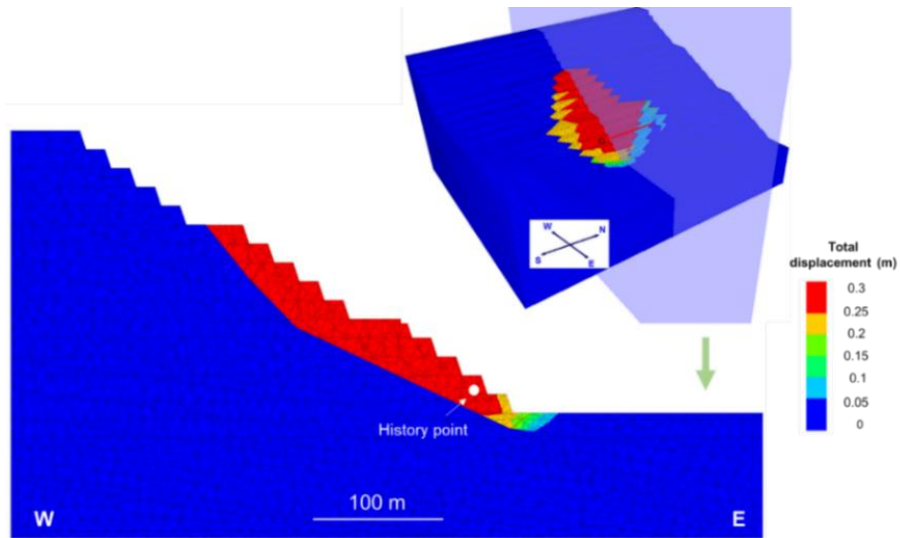 W
N
S
E
Total
displacement (m)
0.3
0.25
0.2
0.15
0.1
0.05
0
History point
100 m
W
E